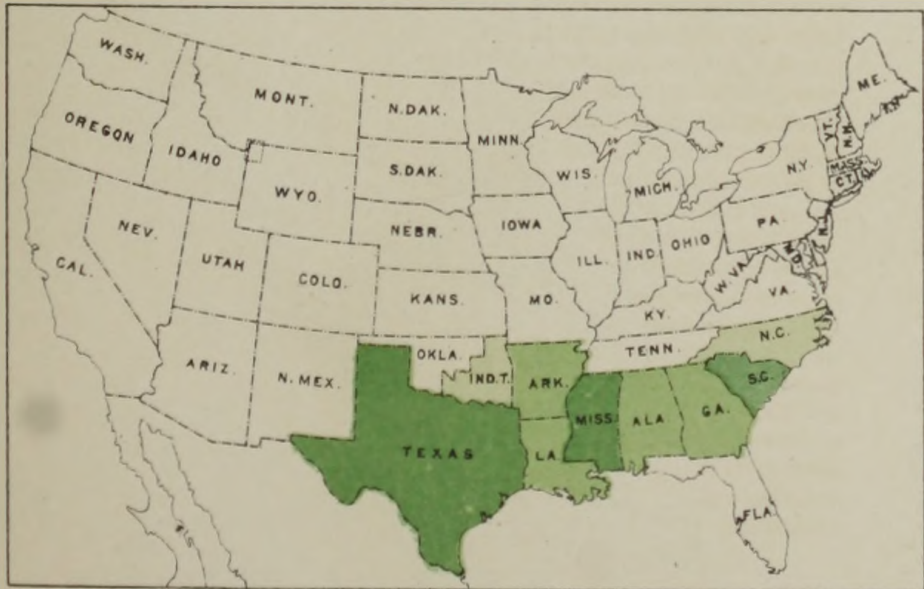 WASH.
MONT.
N.DAK.
MINN.
ME.
OREGON
IDAHO
S.DAK.
WIS.
MICH.
N.Y.
VT.
N.H.
MASS.
CT.
WYO.
NEBR.
IOWA
PA.
NEV.
UTAH
COLO.
ILL.
IND.
OHIO
W.VA.
CAL.
KANS.
MO.
KY.
VA.
ARIZ.
N.MEX.
OKLA.
IND.T.
ARK.
TENN.
N.C.
S.C.
TEXAS
LA.
MISS.
ALA.
GA.
FLA.